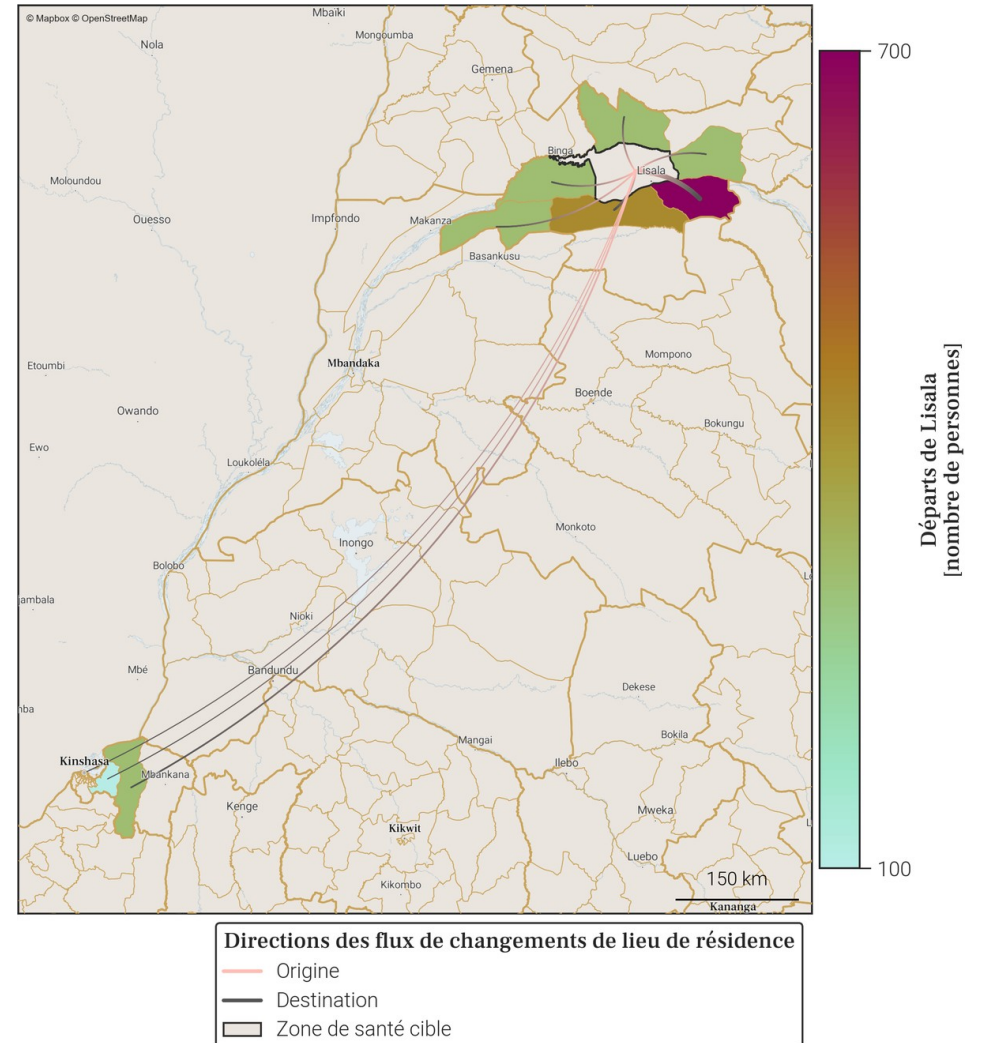 © Mapbox © OpenStreetMap
Mbaïki
Mongoumba
Nola
Gemena
Binga
Lisala
Moloundou
Ouesso
Impfondo
Makanza
Basankusu
Etoumbi
Mbandaka
Mompono
Boende
Owando
Bokungu
Ewo
Loukoléla
Monkoto
Inongo
Bolobo
jambala
Nioki
Mbé
Bandundu
Dekese
Bokila
Mangai
Kinshasa
Ilebo
Mbankana
Kenge
Mweka
Kikwit
Luebo
Kikombo
150 km
Kananga
700
100
Départs de Lisala
[nombre de personnes]
Directions des flux de changements de lieu de résidence
Origine
Destination
Zone de santé cible